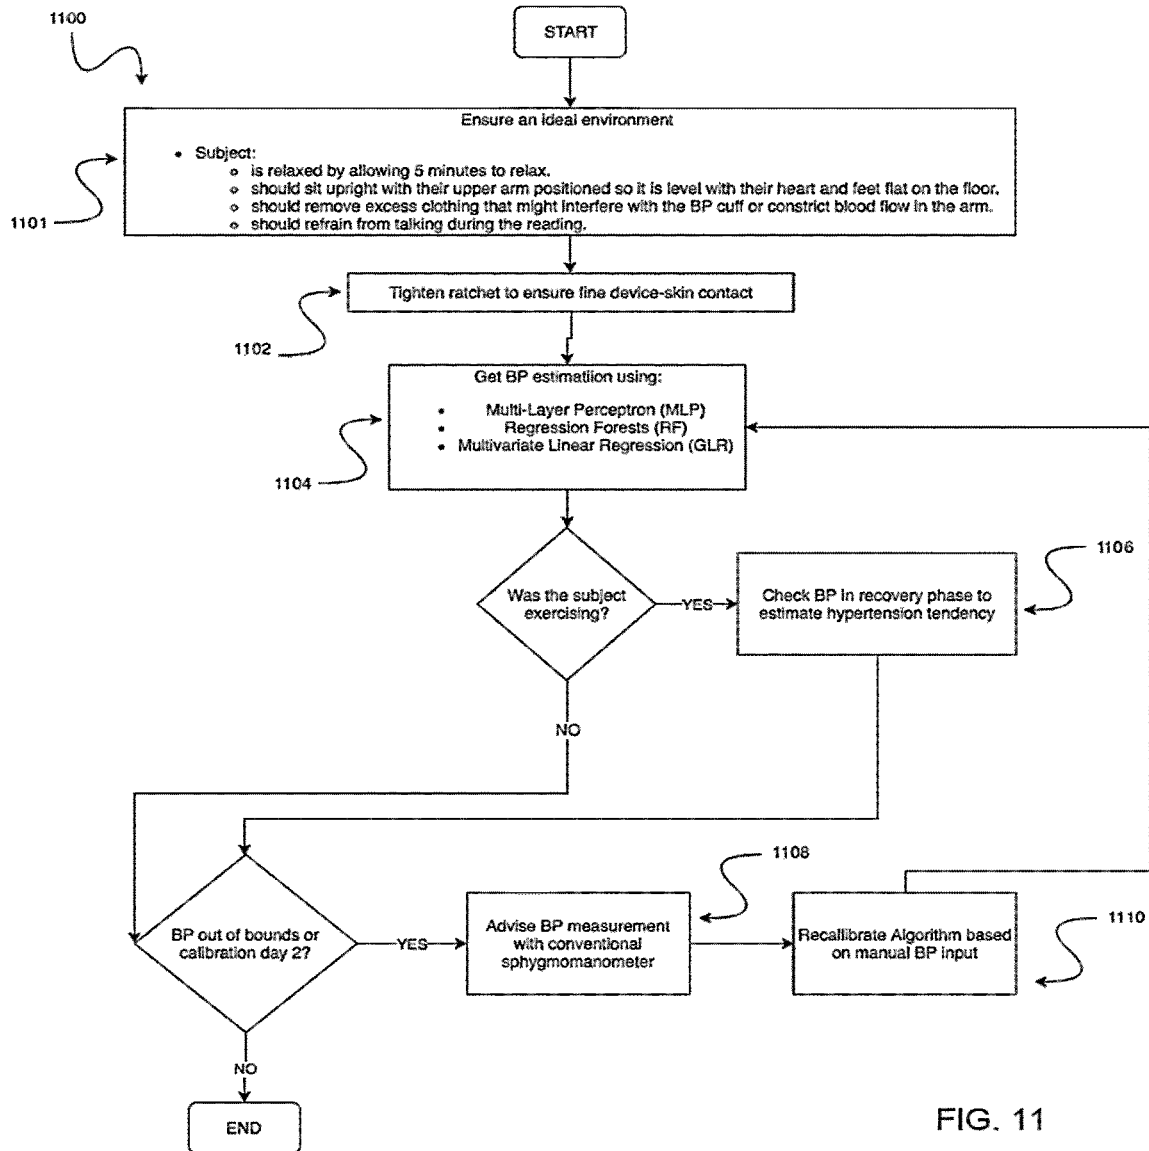 1100
START
Ensure an ideal environment
• Subject:
is relaxed by allowing 5 minutes to relax.
should sit upright with their upper arm positioned so it is level with their heart and feet flat on the floor.
should remove excess clothing that might interfere with the BP cuff or constrict blood flow in the arm.
should refrain from talking during the reading.
1101
Tighten ratchet to ensure fine device-skin contact
1102
Get BP estimatiion using:
• Multi-Layer Perceptron (MLP)
• Regression Forests (RF)
• Multivariate Linear Regression (GLR)
1104
Was the subject
exercising?
YES
Check BP in recovery phase to
estimate hypertension tendency
1106
NO
BP out of bounds or
calibration day 2?
YES
Advise BP measurement
with conventional
sphygmomanometer
1108
Recallibrate Algorithm based
on manual BP input
1110
NO
END
FIG. 11